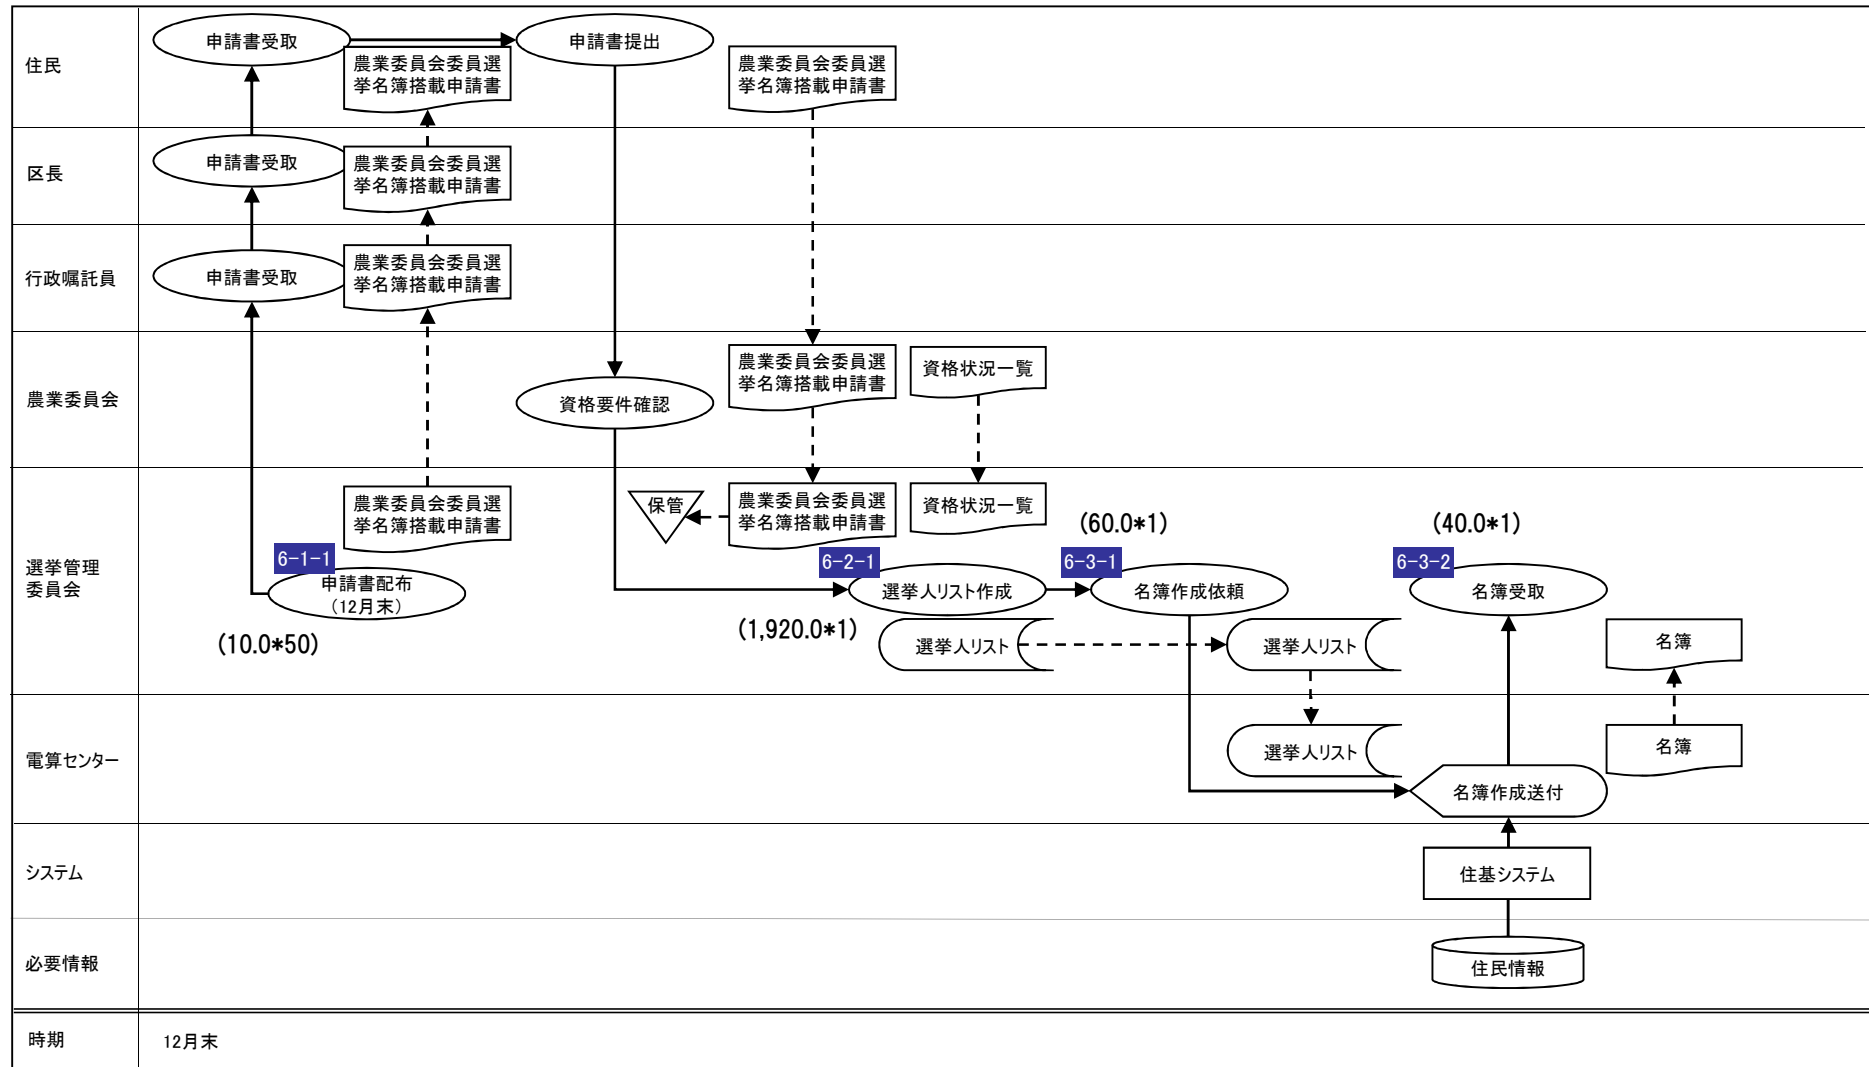 住民
申請書受取
申請書提出
農業委員会委員選
挙名簿搭載申請書
農業委員会委員選
挙名簿搭載申請書
区長
申請書受取
農業委員会委員選
挙名簿搭載申請書
行政嘱託員
申請書受取
農業委員会委員選
挙名簿搭載申請書
農業委員会
資格要件確認
農業委員会委員選
挙名簿搭載申請書
資格状況一覧
選挙管理
委員会
農業委員会委員選
挙名簿搭載申請書
保管
農業委員会委員選
挙名簿搭載申請書
資格状況一覧
(60.0*1)
(40.0*1)
6-1-1
申請書配布
(12月末)
(10.0*50)
6-2-1
選挙人リスト作成
(1,920.0*1)
6-3-1
名簿作成依頼
6-3-2
名簿受取
選挙人リスト
選挙人リスト
名簿
電算センター
選挙人リスト
名簿
名簿作成送付
システム
住基システム
必要情報
住民情報
時期
12月末